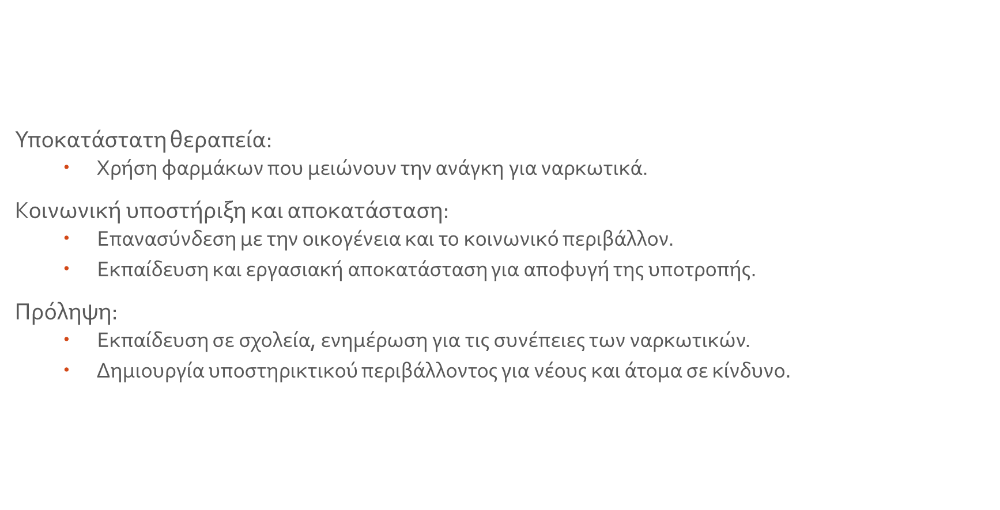 Υποκατάστατη θεραπεία:
• Χρήση φαρμάκων που μειώνουν την ανάγκη για ναρκωτικά.
Κοινωνική υποστήριξη και αποκατάσταση:
• Επανασύνδεση με την οικογένεια και το κοινωνικό περιβάλλον.
• Εκπαίδευση και εργασιακή αποκατάσταση για αποφυγή της υποτροπής.
Πρόληψη:
• Εκπαίδευση σε σχολεία, ενημέρωση για τις συνέπειες των ναρκωτικών.
• Δημιουργία υποστηρικτικού περιβάλλοντος για νέους και άτομα σε κίνδυνο.